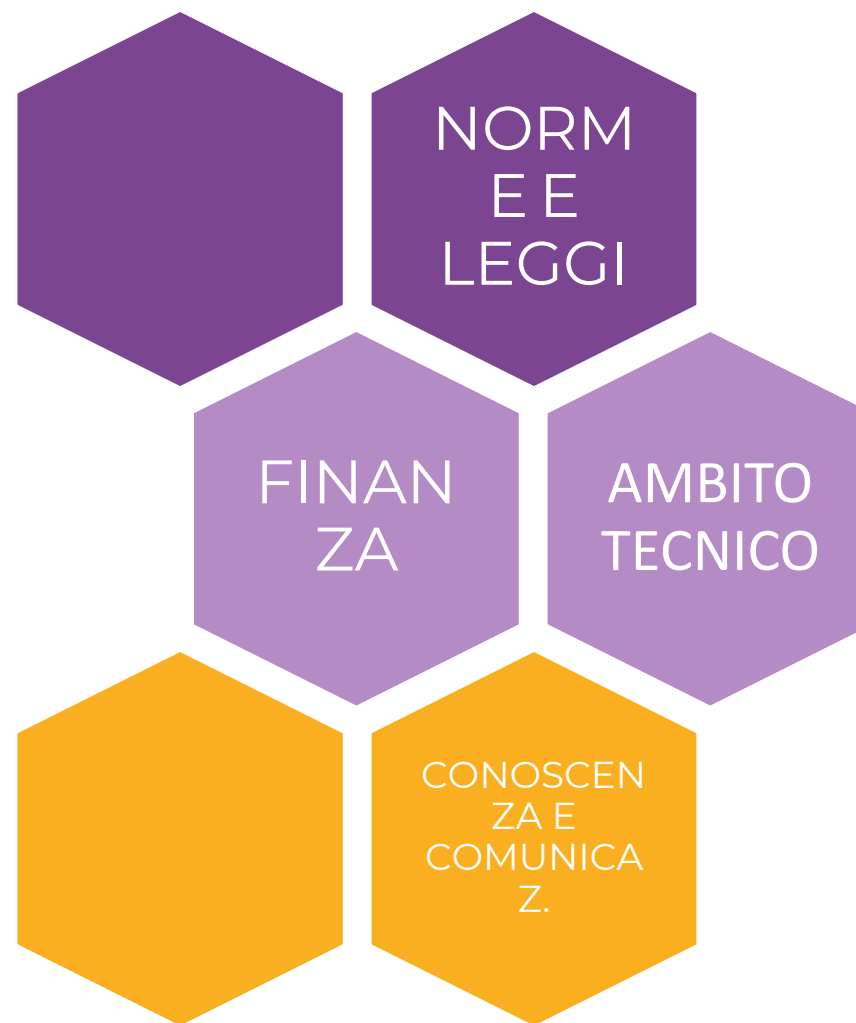 NORM
E E
LEGGI
FINAN
ZA
AMBITO
TECNICO
CONOSCEN
ZA E
COMUNICA
Z.